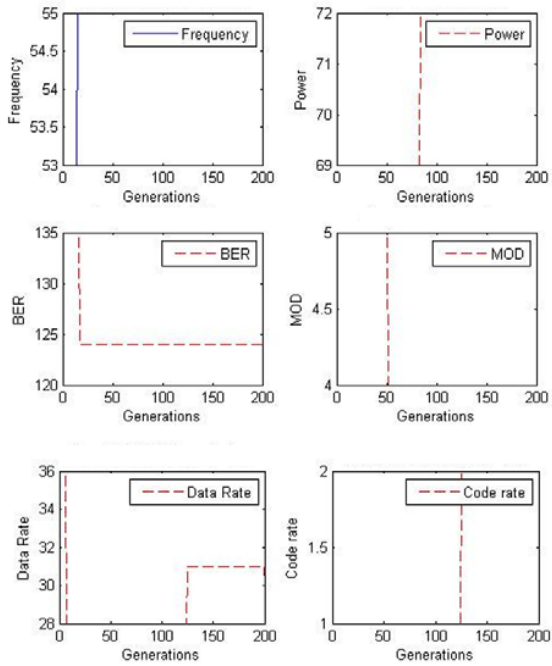 Frequency
55
54.5
54
53.5
53
0 50 100 150 200
Generations
Frequency
Power
72
71
70
69
0 50 100 150 200
Generations
Power
BER
135
130
125
120
0 50 100 150 200
Generations
BER
MOD
5
4.5
4
0 50 100 150 200
Generations
MOD
Data Rate
36
34
32
30
28
0 50 100 150 200
Generations
Data Rate
Code rate
2
1.5
1
0 50 100 150 200
Generations
Code rate